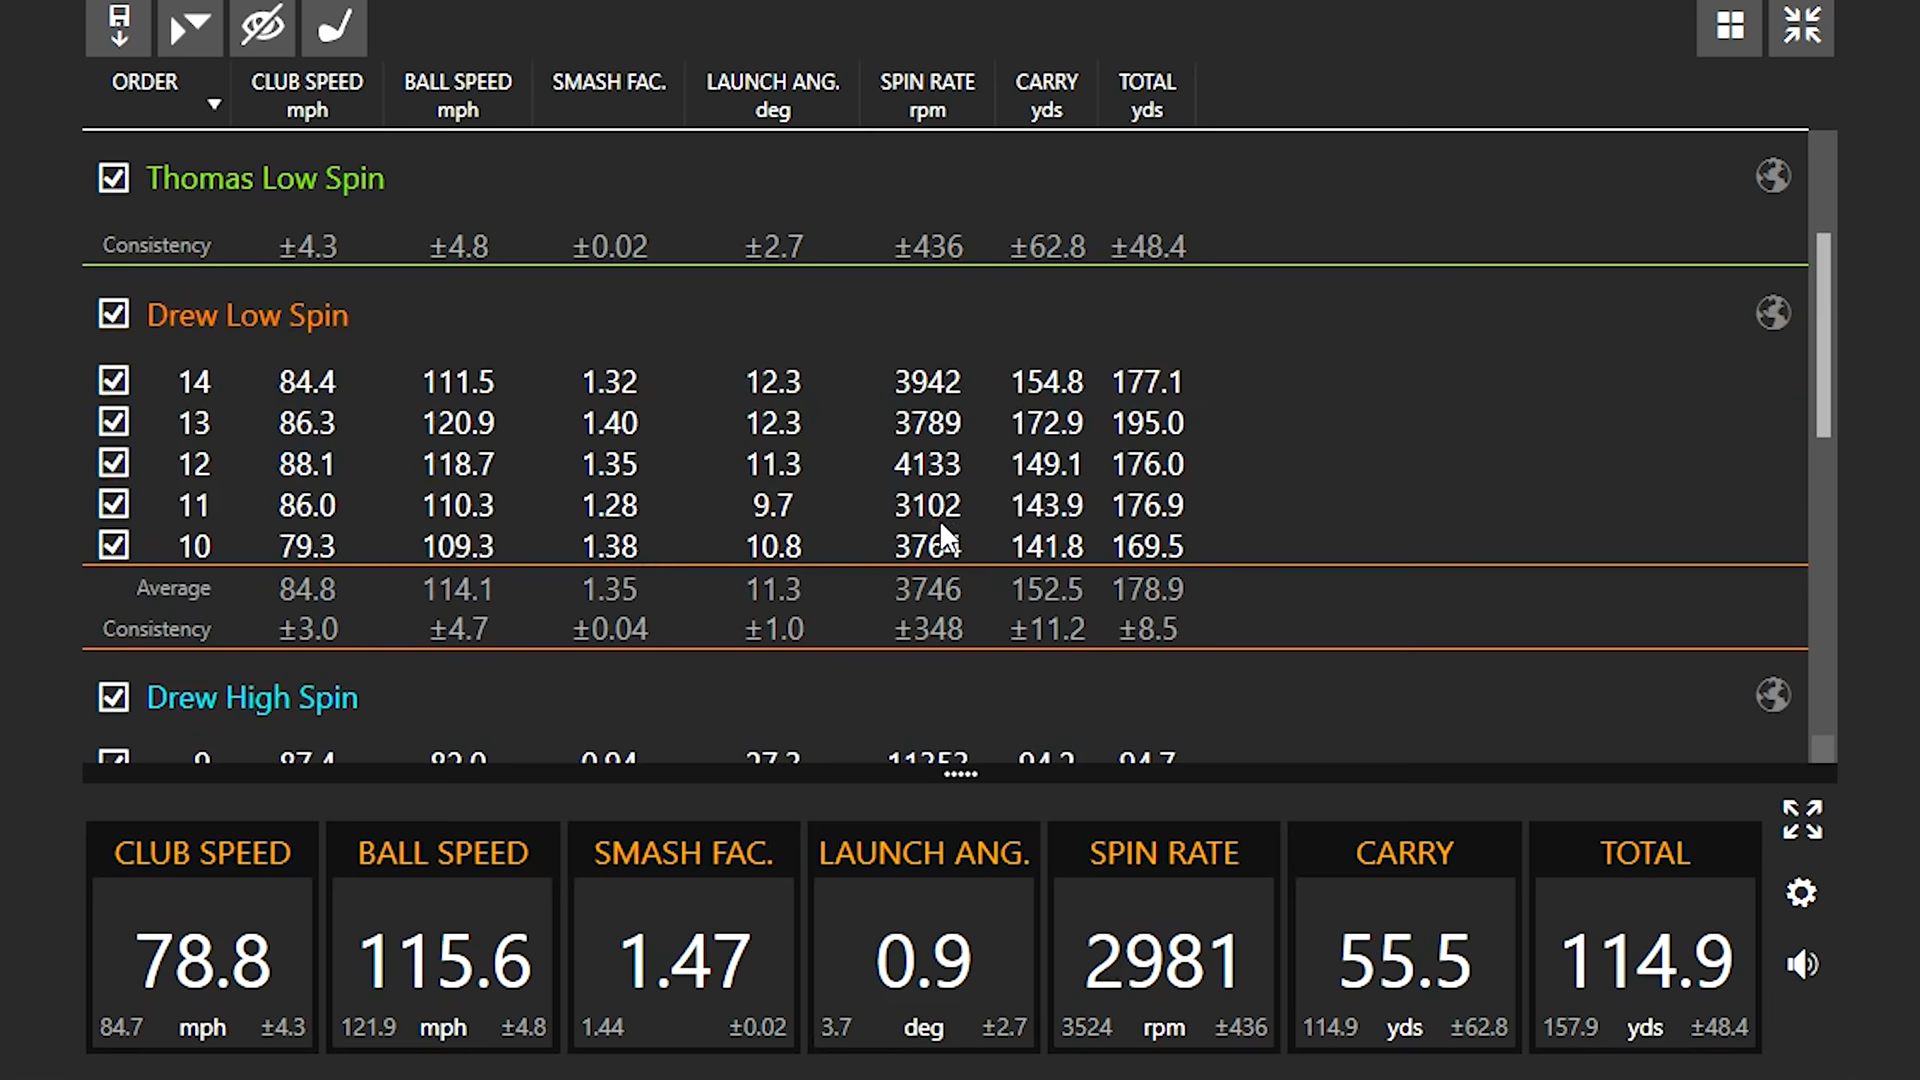 ORDER CLUB SPEED BALL SPEED SMASH FAC. LAUNCH ANG. SPIN RATE CARRY TOTAL
mph mph deg rpm yds yds
Thomas Low Spin
Consistency ±4.3 ±4.8 ±0.02 ±2.7 ±436 ±62.8 ±48.4
Drew Low Spin
14 84.4 111.5 1.32 12.3 3942 154.8 177.1
13 86.3 120.9 1.40 12.3 3789 172.9 195.0
12 88.1 118.7 1.35 11.3 4133 149.1 176.0
11 86.0 110.3 1.28 9.7 3102 143.9 176.9
10 79.3 109.3 1.38 10.8 141.8 169.5
Average 84.8 114.1 1.35 11.3 3746 152.5 178.9
Consistency ±3.0 ±4.7 ±0.04 ±1.0 ±348 ±11.2 ±8.5
Drew High Spin
CLUB SPEED BALL SPEED SMASH FAC. LAUNCH ANG. SPIN RATE CARRY TOTAL
78.8 115.6 1.47 0.9 2981 55.5 114.9
84.7 mph ±4.3 121.9 mph ±4.8 1.44 ±0.02 3.7 deg ±2.7 3524 rpm ±436 114.9 yds ±62.8 157.9 yds ±48.4